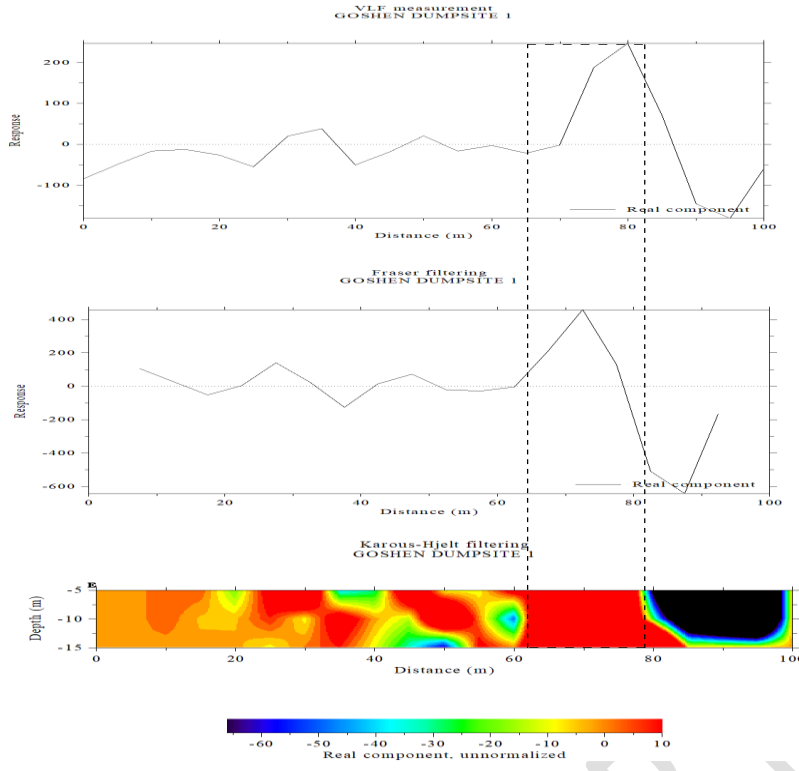 VLF measurement
GOSHEN DUMPSITE 1
200
100
0
-100
Response
Real component
0 20 40 60 80 100
Distance (m)
Fraser filtering
GOSHEN DUMPSITE 1
400
200
0
-200
-400
-600
Response
Real component
0 20 40 60 80 100
Distance (m)
Karous-Hjelt filtering
GOSHEN DUMPSITE 1
E
-5
-10
-15
Depth (m)
0 20 40 60 80 100
Distance (m)
-60 -50 -40 -30 -20 -10 0 10
Real component, unnormalized